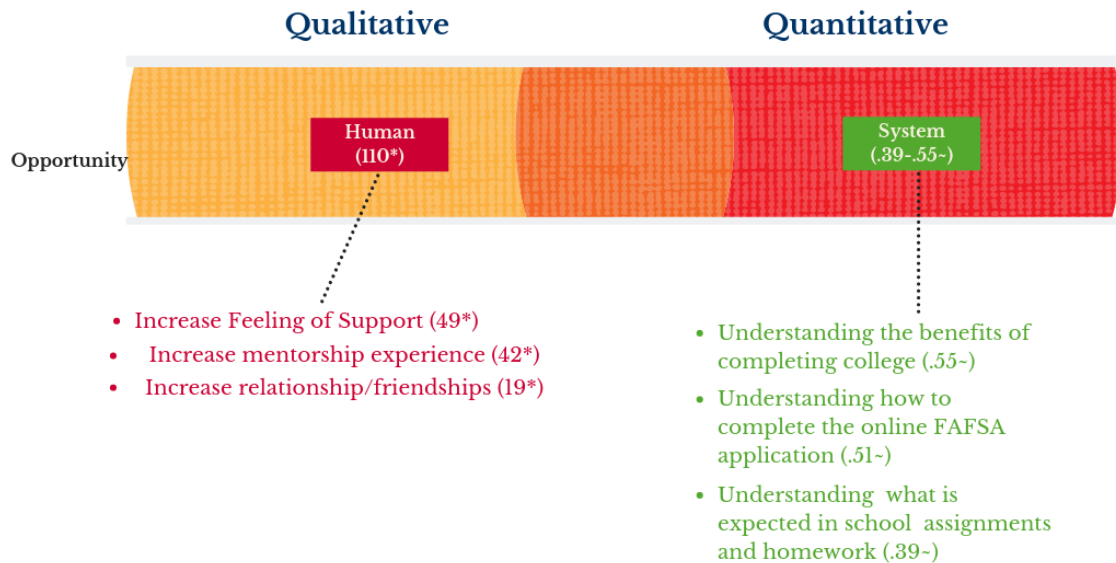 Qualitative
Quantitative
Opportunity
Human
(110*)
System
(.39-.55~)
• Increase Feeling of Support (49*)
• Increase mentorship experience (42*)
• Increase relationship/friendships (19*)
• Understanding the benefits of
completing college (.55~)
• Understanding how to
complete the online FAFSA
application (.51~)
• Understanding what is
expected in school assignments
and homework (.39~)